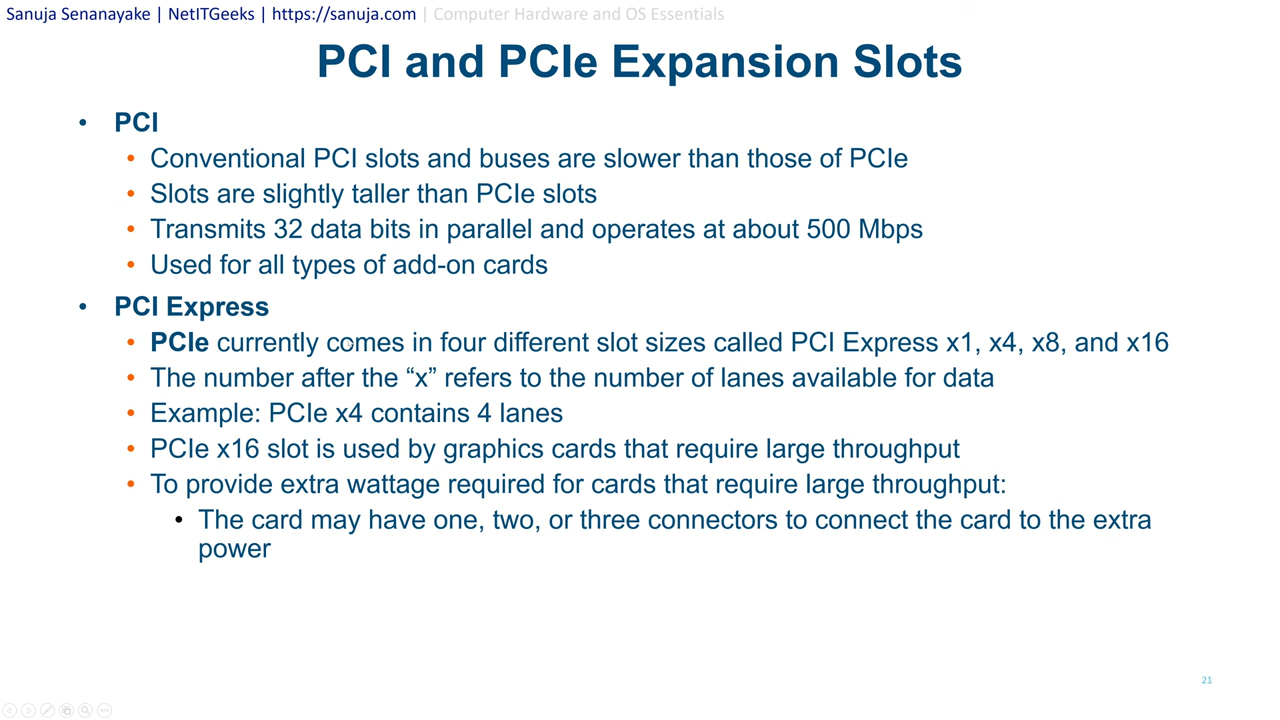 Sanuja Senanayake | NetITGeeks | https://sanuja.com | Computer Hardware and OS Essentials
PCI and PCIe Expansion Slots
• PCI
• Conventional PCI slots and buses are slower than those of PCIe
• Slots are slightly taller than PCIe slots
• Transmits 32 data bits in parallel and operates at about 500 Mbps
• Used for all types of add-on cards
• PCI Express
• PCIe currently comes in four different slot sizes called PCI Express x1, x4, x8, and x16
• The number after the “x” refers to the number of lanes available for data
• Example: PCIe x4 contains 4 lanes
• PCIe x16 slot is used by graphics cards that require large throughput
• To provide extra wattage required for cards that require large throughput:
• The card may have one, two, or three connectors to connect the card to the extra
power
21